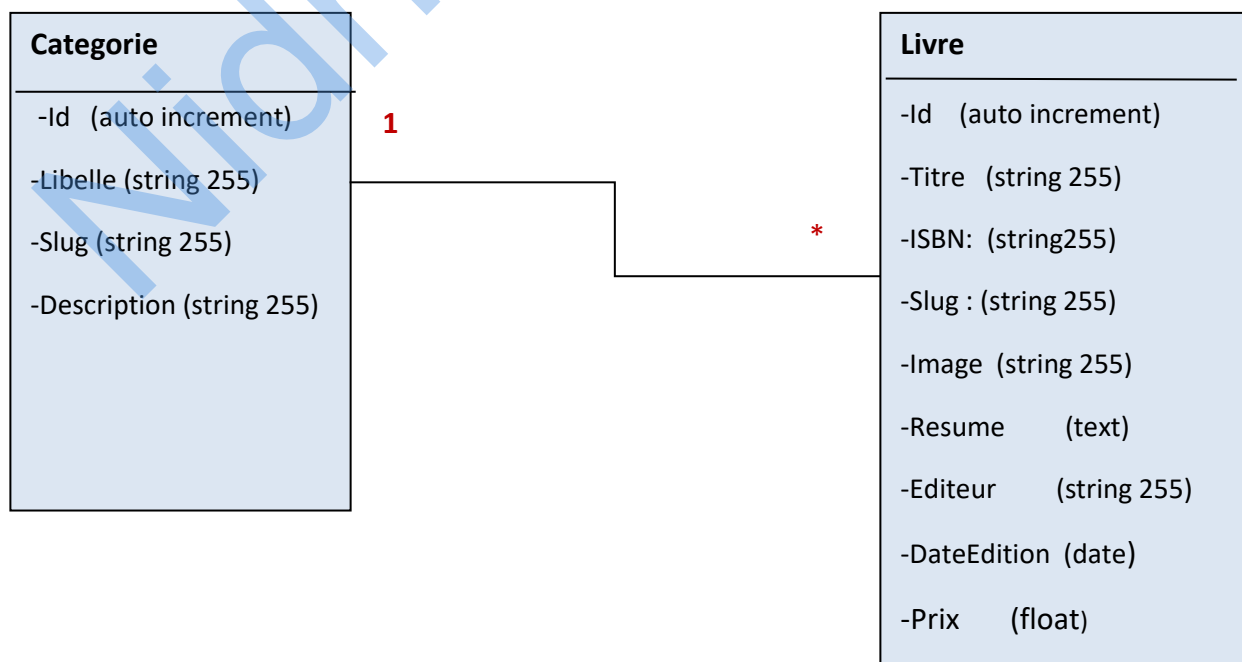 Categorie
-Id (auto increment)
-Libelle (string 255)
-Slug (string 255)
-Description (string 255)
1
*
Livre
-Id (auto increment)
-Titre (string 255)
-ISBN: (string255)
-Slug : (string 255)
-Image (string 255)
-Resume (text)
-Editeur (string 255)
-DateEdition (date)
-Prix (float)